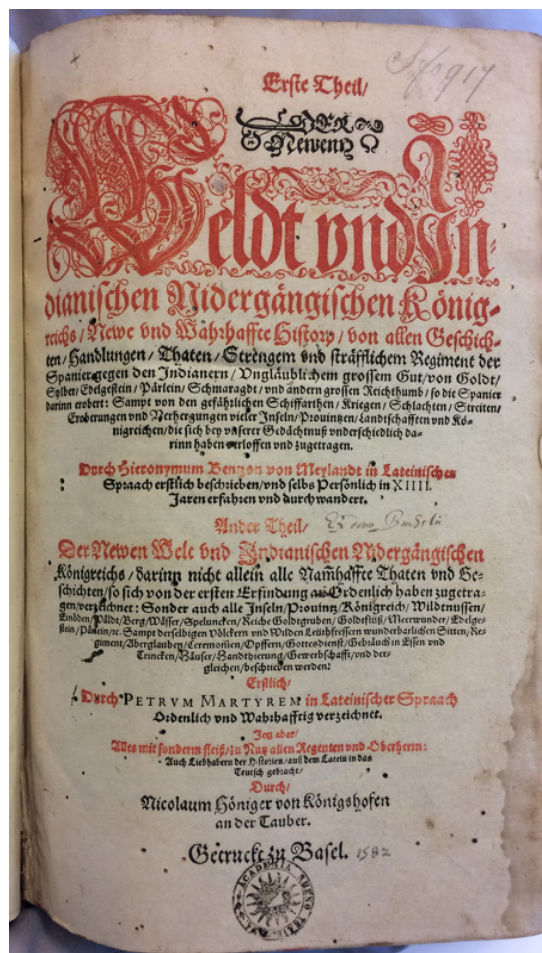 Erste Theil/
DER
Newenn
Weldt vnd In-
dianischen Nidergängischen König-
reichs/Newe vnd Wahrhaffte History/von allen Geschich-
ten/Handlungen/Thaten/Strengem vnd sträfflichem Regiment der
Spanier gegen den Indianern/Vngläublichem grossem Gut/von Goldt/
Sylber/Edelgestein/Pärlein/Schmaragdt/vnd andern grossen Reichthumb/so die Spanier
darinn erobert: Sampt von den gefährlichen Schiffarthen/Kriegen/Schlachten/Streiten/
Eroberungen vnd Verhergungen vieler Inseln/Prouintzen/Landtschafften vnd Kö-
nigreichen/die sich bey vnserer Gedächtnuß vnderschiedlich da-
rinn haben verloffen vnd zugetragen.
Durch Hieronymum Bentzon von Meylandt in Lateinischer
Spraach erstlich beschrieben/vnd selbs Persönlich in XIIII.
Jaren erfahren vnd durchwandert.
Ander Theil/
Der Newen Welt vnd Indianischen Nidergängischen
Königreichs/darinn nicht allein alle Namhaffte Thaten vnd Ge-
schichten/so sich von der ersten Erfindung an Ordenlich haben zugetra-
gen/verzeichnet: Sonder auch alle Inseln/Prouintz/Königreich/Wildtnussen/
Einöden/Wäldt/Berg/Wässer/Speluncken/Reiche Goldtgruben/Goldtflüß/Meerwunder/Edelge-
stein/Pärlein/rc. Sampt derselbigen Völckern vnd Wilden Leuthfressern wunderbarlichen Sitten/Re-
giment/Aberglauben/Ceremonien/Opffern/Gottesdienst/Gebräuch in Essen vnd
Trincken/Häuser/Handthierung/Gewerbschafft/vnd der-
gleichen/beschrieben werden:
Erstlich/
Durch PETRVM MARTYREM in Lateinischer Spraach
Ordenlich vnd Wahrhafftig verzeichnet.
Jetz aber/
Alles mit sonderm fleiß/zu Nutz allen Regenten vnd Oberherrn:
Auch Liebhabern der Historien/auß dem Latein in das
Teutsch gebracht/
Durch/
Nicolaum Höniger von Königshofen
an der Tauber.
Getruckt zu Basel. 1582
ACADEMIA